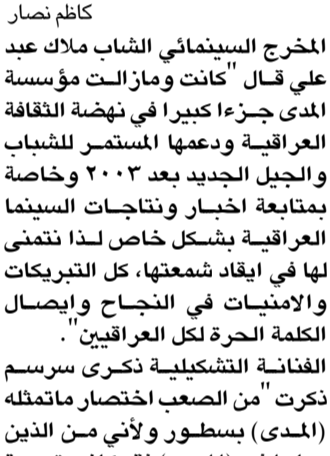 كاظم نصار
المخرج السينمائي الشاب ملاك عبد
علي قال "كانت ومازالت مؤسسة
المدى جزءا كبيرا في نهضة الثقافة
العراقية ودعمها المستمر للشباب
والجيل الجديد بعد ٢٠٠٣ وخاصة
بمتابعة اخبار ونتاجات السينما
العراقية بشكل خاص لذا نتمنى
لها في ايقاد شمعتها، كل التبريكات
والامنيات في النجاح وايصال
الكلمة الحرة لكل العراقيين".
الفنانة التشكيلية ذكرى سرسم
ذكرت "من الصعب اختصار ماتمثله
(المدى) بسطور ولأني من الذين